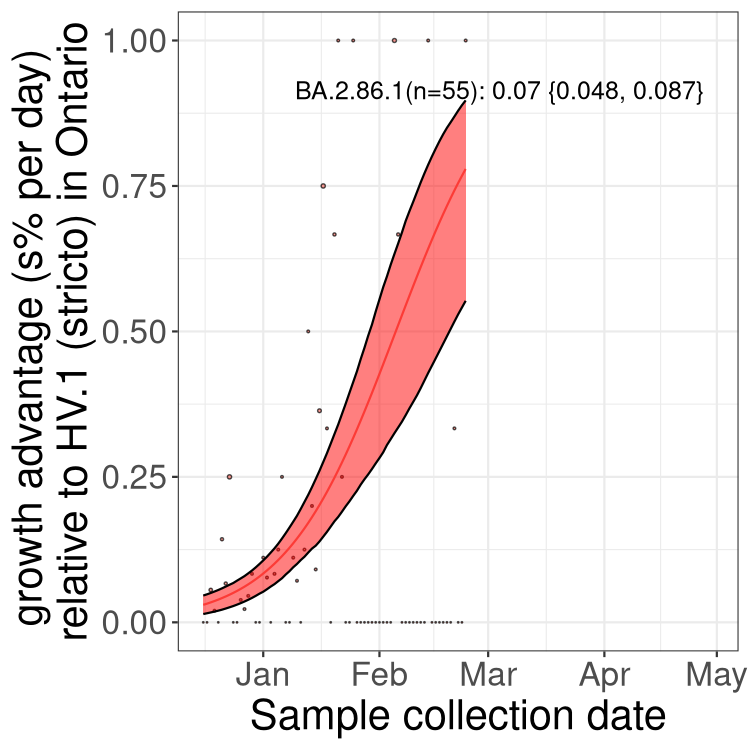 growth advantage (s% per day)
relative to HV.1 (stricto) in Ontario
1.00
0.75
0.50
0.25
0.00
BA.2.86.1(n=55): 0.07 {0.048, 0.087}
Jan Feb Mar Apr May
Sample collection date